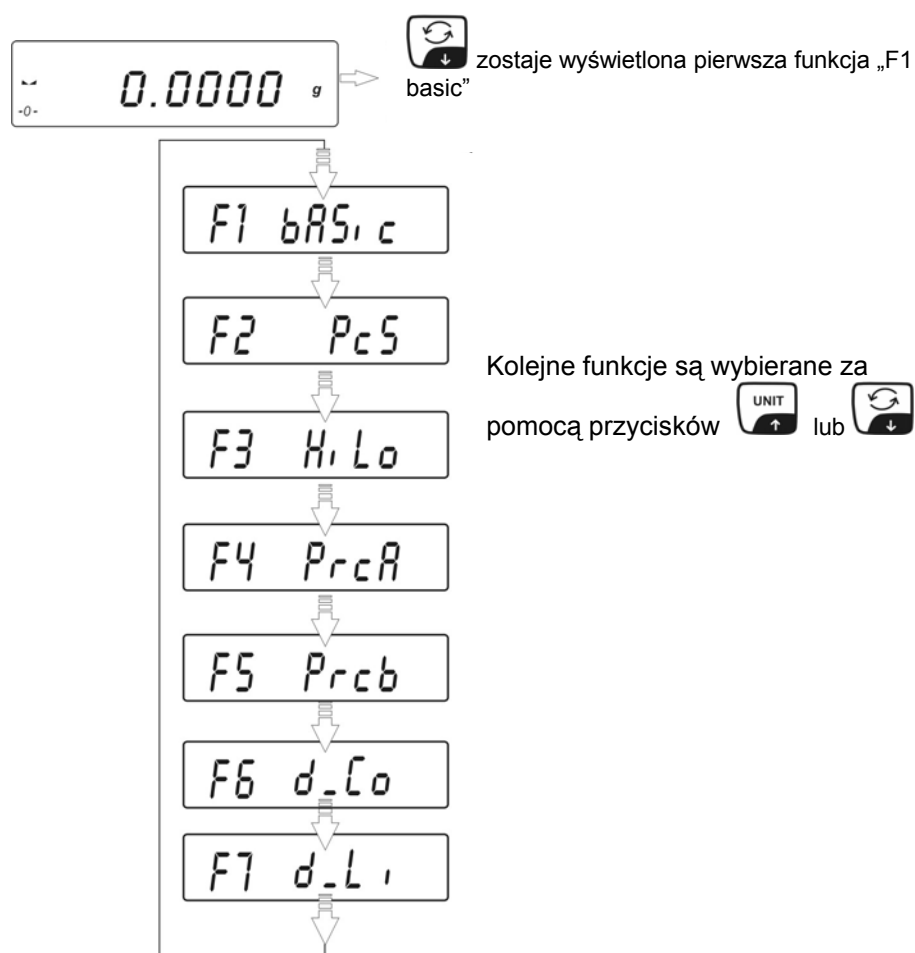 0.0000 g
-0-
zostaje wyświetlona pierwsza funkcja „F1
basic”
F1 bASic
F2 PcS
Kolejne funkcje są wybierane za
pomocą przycisków UNIT lub
F3 HiLo
F4 PrcA
F5 Prcb
F6 d_Co
F7 d_Li